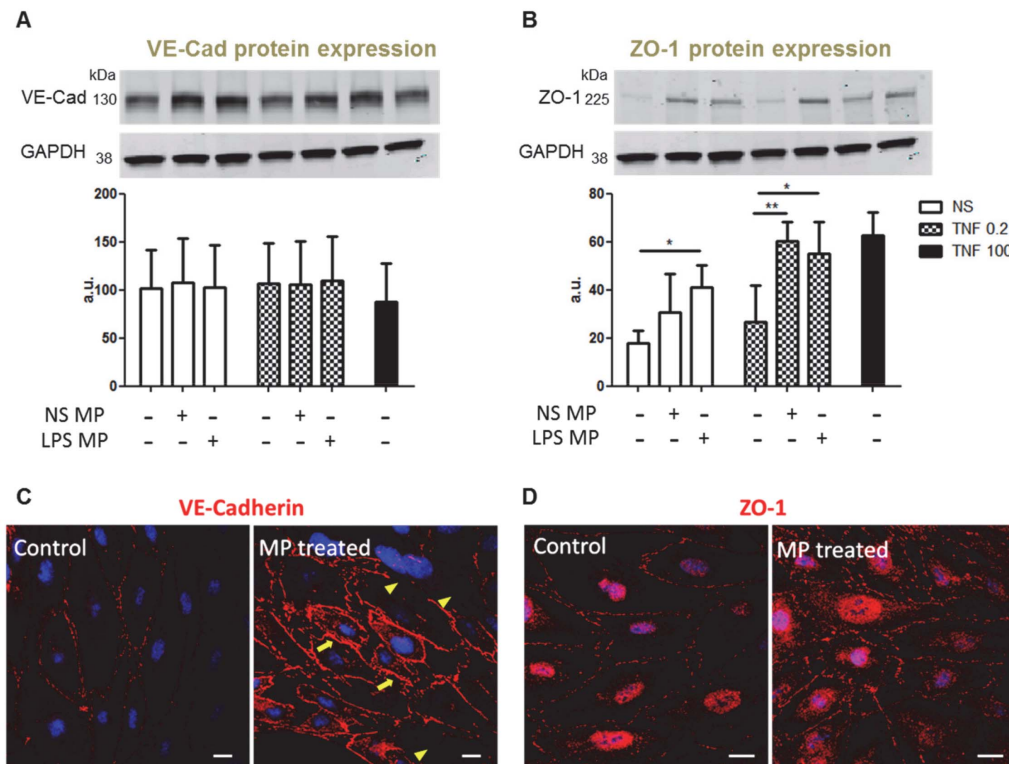 A
VE-Cad protein expression
kDa
VE-Cad 130
GAPDH 38
200
150
100
50
0
a.u.
- - - - - - -
NS MP - + - - + - -
LPS MP - - + - - + -
B
ZO-1 protein expression
kDa
ZO-1 225
GAPDH 38
80
60
40
20
0
a.u.
*
**
*
NS
TNF 0.2
TNF 100
NS MP - + - - + - -
LPS MP - - + - - + -
C
VE-Cadherin
Control
MP treated
D
ZO-1
Control
MP treated